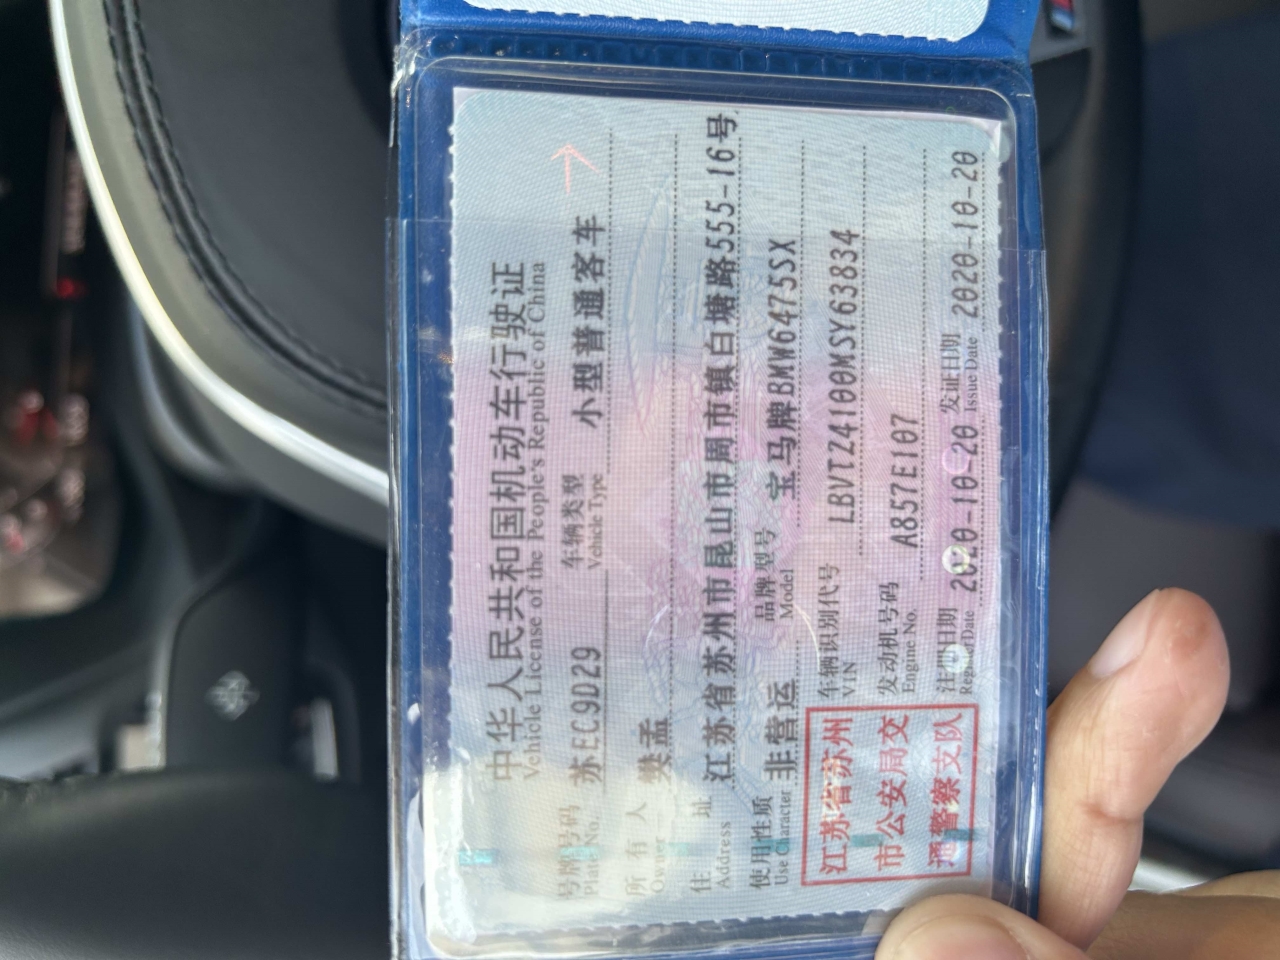 中华人民共和国机动车行驶证
Vehicle License of the People's Republic of China
号牌号码 苏EC9D29 车辆类型 小型普通客车
Plate No. Vehicle Type
所有人 樊孟
Owner
住址 江苏省苏州市昆山市周市镇白塘路555-16号
Address
使用性质 非营运 品牌型号 宝马牌BMW6475SX
Use Character Model
江苏省苏州
市公安局交
通警察支队
车辆识别代号 LBVTZ4100MSY63834
VIN
发动机号码 A857E107
Engine No.
注册日期 2020-10-20 发证日期 2020-10-20
Register Date Issue Date